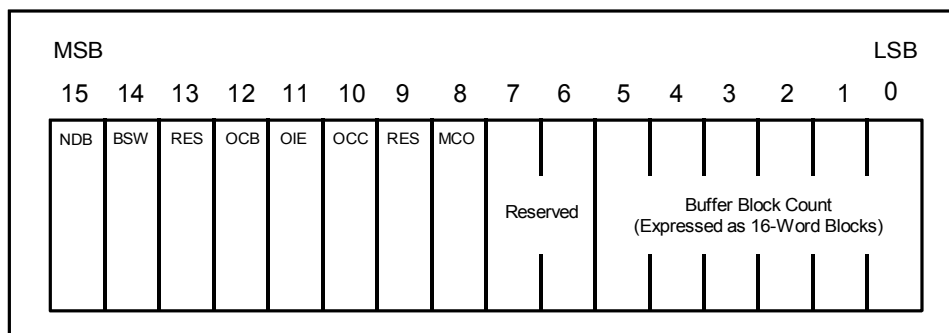 MSB LSB
15 14 13 12 11 10 9 8 7 6 5 4 3 2 1 0
NDB BSW RES OCB OIE OCC RES MCO
Reserved
Buffer Block Count
(Expressed as 16-Word Blocks)